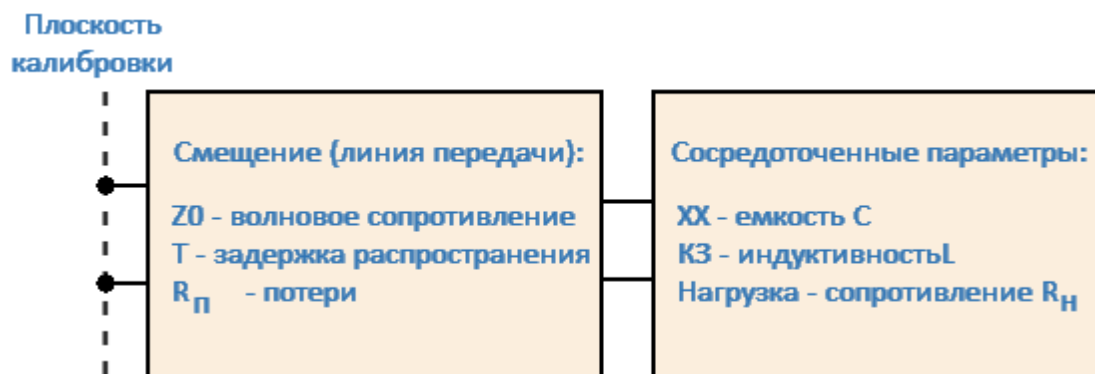 Плоскость
калибровки
Смещение (линия передачи):
Z0 - волновое сопротивление
T - задержка распространения
Rп - потери
Сосредоточенные параметры:
ХХ - емкость C
КЗ - индуктивностьL
Нагрузка - сопротивление Rн